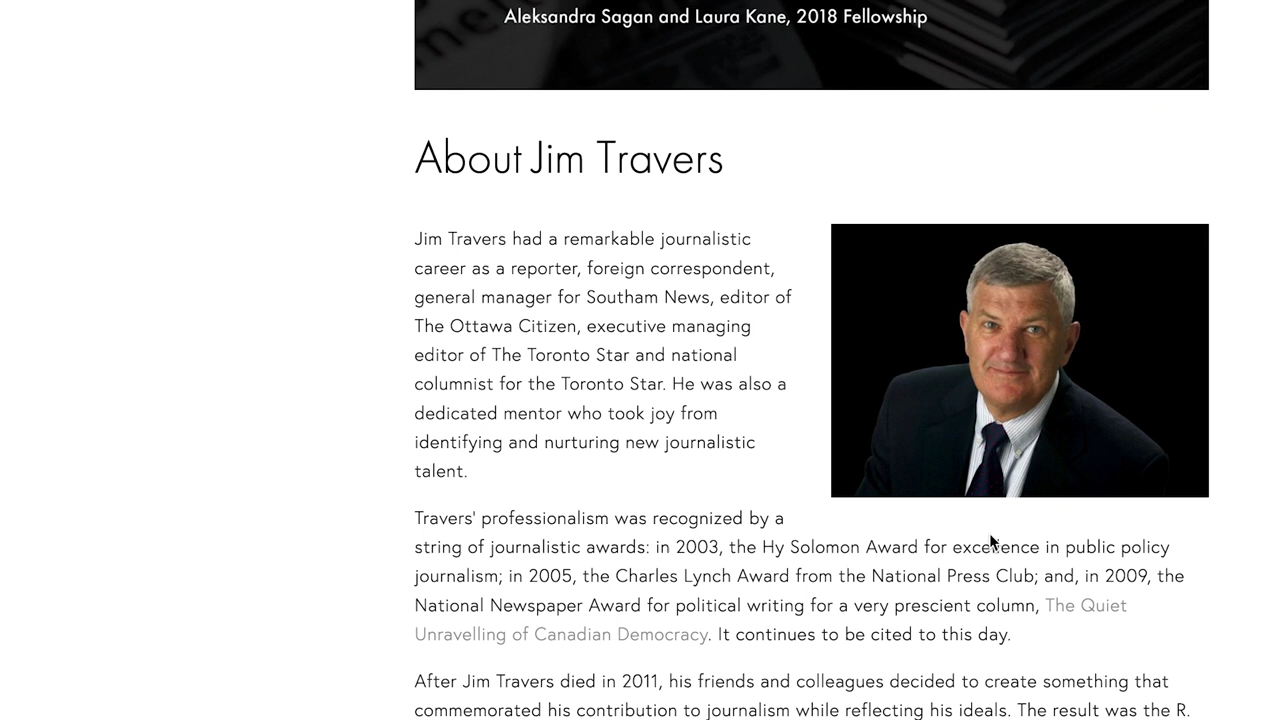 Aleksandra Sagan and Laura Kane, 2018 Fellowship
About Jim Travers
Jim Travers had a remarkable journalistic
career as a reporter, foreign correspondent,
general manager for Southam News, editor of
The Ottawa Citizen, executive managing
editor of The Toronto Star and national
columnist for the Toronto Star. He was also a
dedicated mentor who took joy from
identifying and nurturing new journalistic
talent.
Travers' professionalism was recognized by a
string of journalistic awards: in 2003, the Hy Solomon Award for excellence in public policy
journalism; in 2005, the Charles Lynch Award from the National Press Club; and, in 2009, the
National Newspaper Award for political writing for a very prescient column, The Quiet
Unravelling of Canadian Democracy. It continues to be cited to this day.
After Jim Travers died in 2011, his friends and colleagues decided to create something that
commemorated his contribution to journalism while reflecting his ideals. The result was the R.